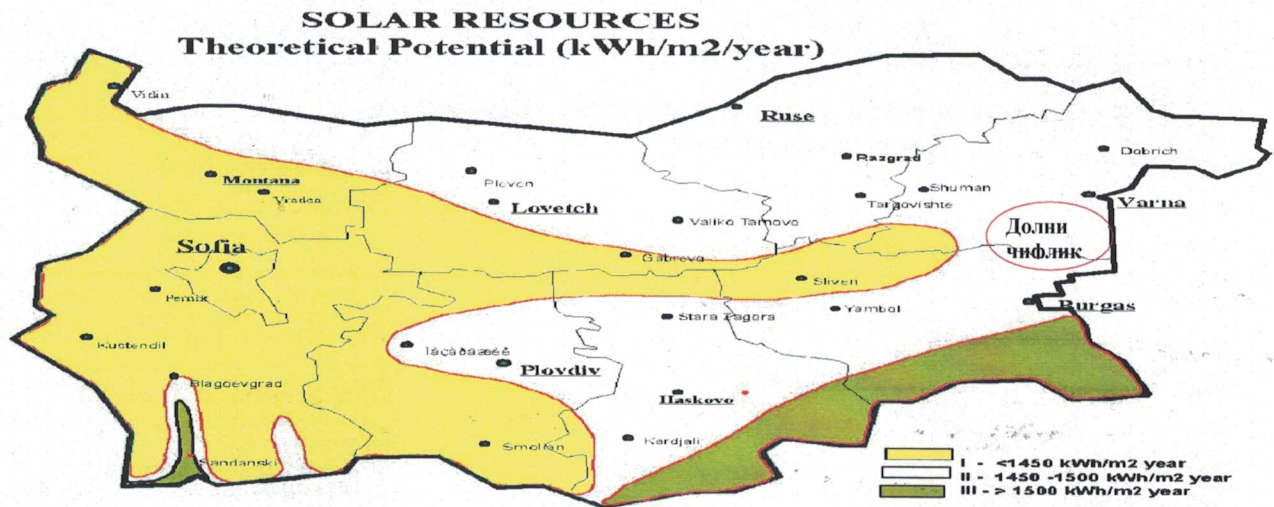 SOLAR RESOURCES
Theoretical Potential (kWh/m2/year)
Vidin
Ruse
Razgrad
Dobrich
Montana
Vratca
Pleven
Lovetch
Shuman
Targovishte
Varna
Valiko Tarnovo
Долни
чифлик
Sofia
Gabrovo
Sliven
Pernik
Burgas
Yambol
Stara Zagora
Kustendil
Ïàçàðäæèê
Plovdiv
Blagoevgrad
Haskovo
Kardjali
Smolian
Sandanski
I - <1450 kWh/m2 year
II - 1450 -1500 kWh/m2 year
III - > 1500 kWh/m2 year